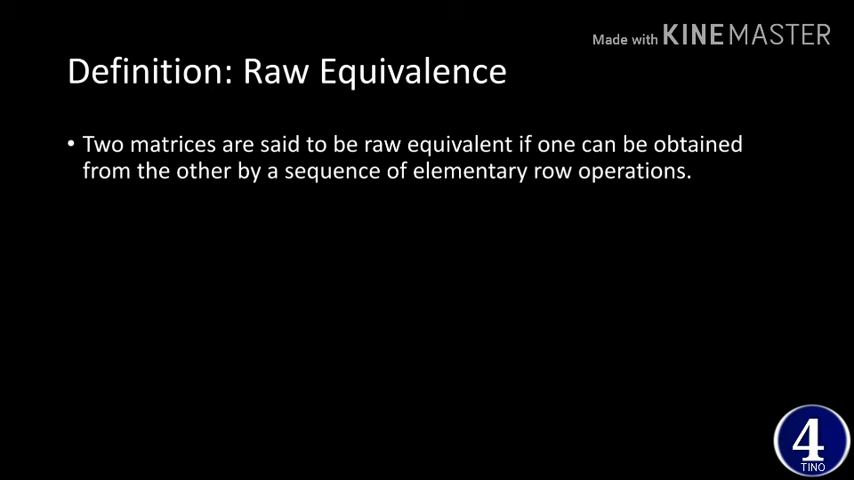 Made with KINEMASTER
Definition: Raw Equivalence
• Two matrices are said to be raw equivalent if one can be obtained
from the other by a sequence of elementary row operations.
4
TINO